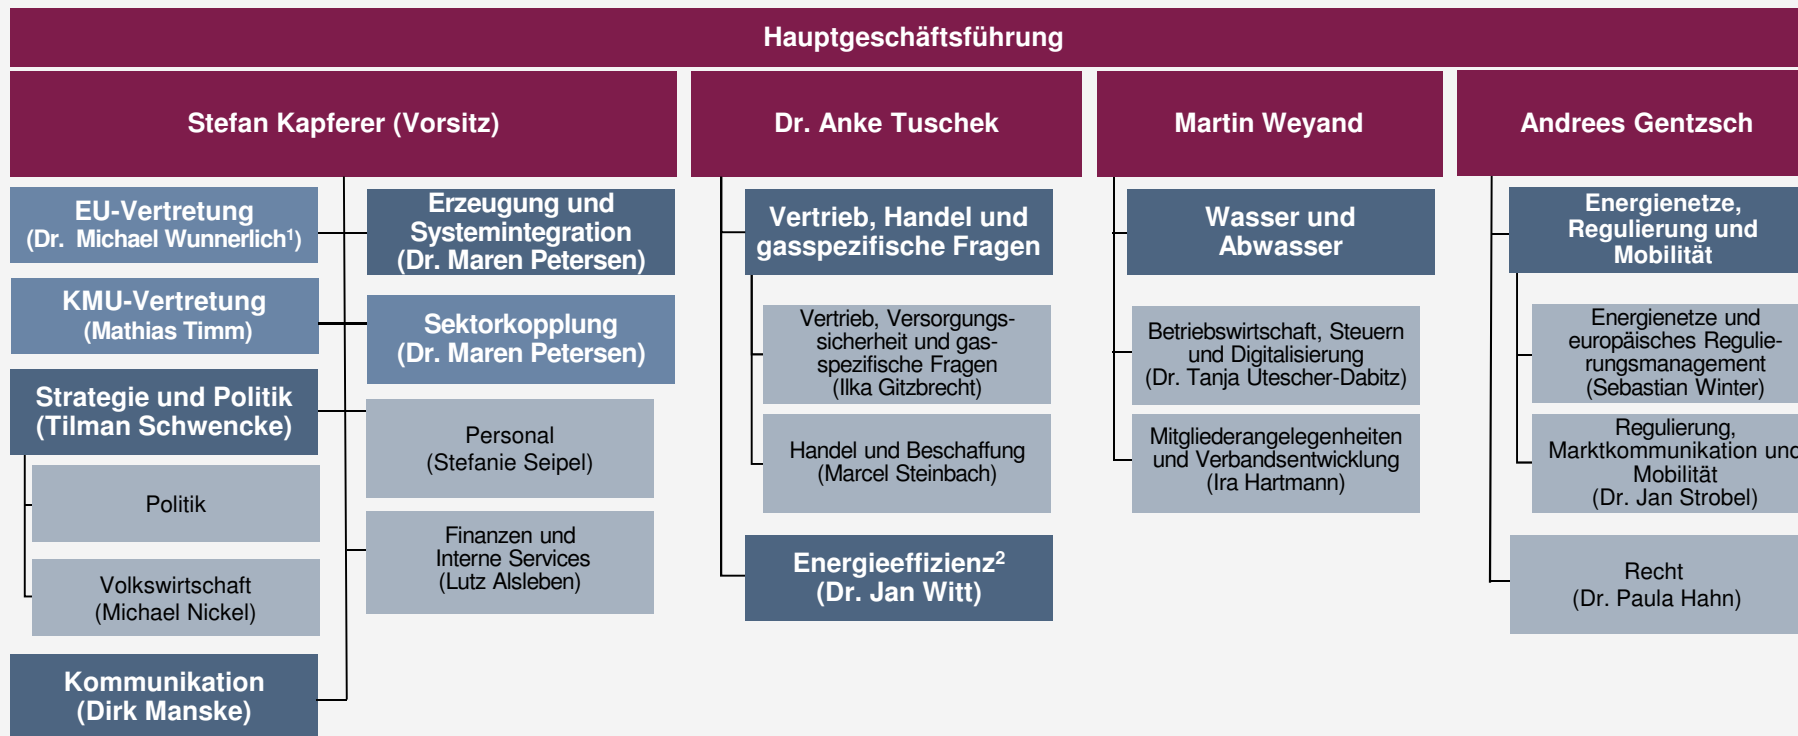 Hauptgeschäftsführung
Stefan Kapferer (Vorsitz)
EU-Vertretung
(Dr. Michael Wunnerlich¹)
KMU-Vertretung
(Mathias Timm)
Strategie und Politik
(Tilman Schwencke)
Politik
Volkswirtschaft
(Michael Nickel)
Kommunikation
(Dirk Manske)
Erzeugung und
Systemintegration
(Dr. Maren Petersen)
Sektorkopplung
(Dr. Maren Petersen)
Personal
(Stefanie Seipel)
Finanzen und
Interne Services
(Lutz Alsleben)
Dr. Anke Tuschek
Vertrieb, Handel und
gasspezifische Fragen
Vertrieb, Versorgungs-
sicherheit und gas-
spezifische Fragen
(Ilka Gitzbrecht)
Handel und Beschaffung
(Marcel Steinbach)
Energieeffizienz²
(Dr. Jan Witt)
Martin Weyand
Wasser und
Abwasser
Betriebswirtschaft, Steuern
und Digitalisierung
(Dr. Tanja Utescher-Dabitz)
Mitgliederangelegenheiten
und Verbandsentwicklung
(Ira Hartmann)
Andrees Gentzsch
Energienetze,
Regulierung und
Mobilität
Energienetze und
europäisches Regulie-
rungsmanagement
(Sebastian Winter)
Regulierung,
Marktkommunikation und
Mobilität
(Dr. Jan Strobel)
Recht
(Dr. Paula Hahn)